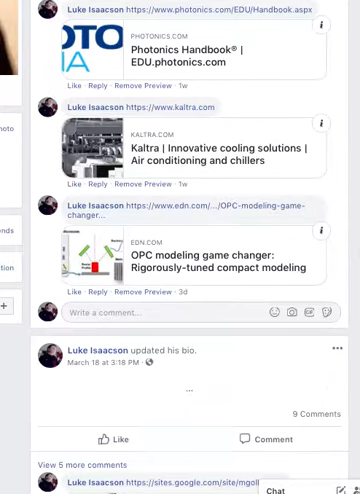 Luke Isaacson https://www.photonics.com/EDU/Handbook.aspx
PHOTONICS.COM
Photonics Handbook® |
EDU.photonics.com
Like · Reply · Remove Preview · 1w
Luke Isaacson https://www.kaltra.com
KALTRA.COM
Kaltra | Innovative cooling solutions |
Air conditioning and chillers
Like · Reply · Remove Preview · 1w
Luke Isaacson https://www.edn.com/.../OPC-modeling-game-
changer...
EDN.COM
OPC modeling game changer:
Rigorously-tuned compact modeling
Like · Reply · Remove Preview · 3d
Write a comment...
Luke Isaacson updated his bio.
March 18 at 3:18 PM ·
...
9 Comments
Like
Comment
View 5 more comments
Luke Isaacson https://sites.google.com/site/mgoll
Chat